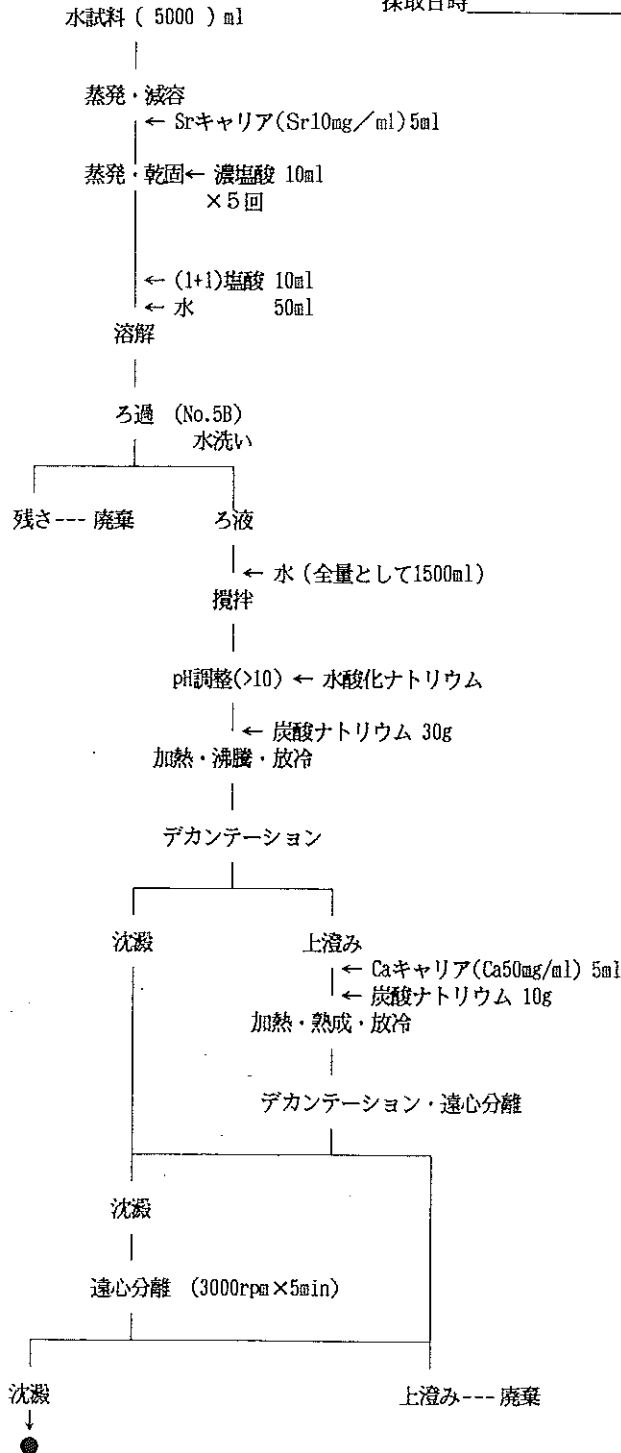 採取日時
水試料 ( 5000 ) ml
蒸発・減容
← Srキャリア(Sr10mg/ml)5ml
蒸発・乾固← 濃塩酸 10ml
×5回
← (1+1)塩酸 10ml
← 水 50ml
溶解
ろ過 (No.5B)
水洗い
残さ--- 廃棄 ろ液
← 水 (全量として1500ml)
攪拌
pH調整(>10) ← 水酸化ナトリウム
← 炭酸ナトリウム 30g
加熱・沸騰・放冷
デカンテーション
沈澱 上澄み
← Caキャリア(Ca50mg/ml) 5ml
← 炭酸ナトリウム 10g
加熱・熟成・放冷
デカンテーション・遠心分離
沈澱
遠心分離 (3000rpm×5min)
沈澱 上澄み--- 廃棄
↓
●